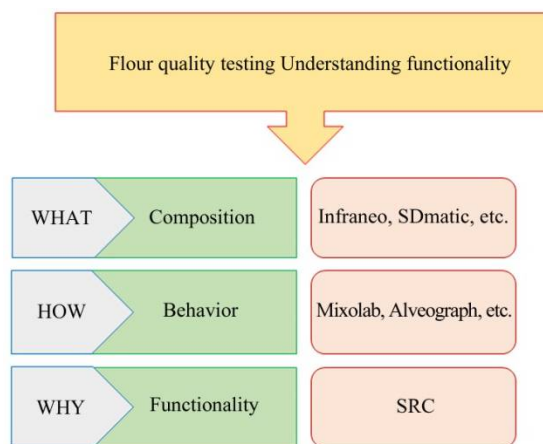 Flour quality testing Understanding functionality
WHAT Composition Infraneo, SDmatic, etc.
HOW Behavior Mixolab, Alveograph, etc.
WHY Functionality SRC